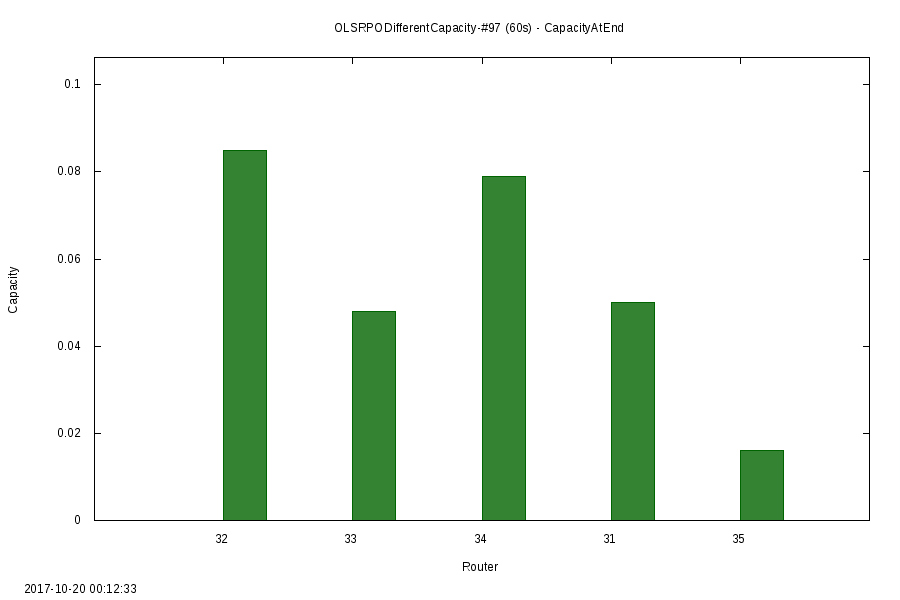 OLSRPODifferentCapacity-#97 (60s) - CapacityAtEnd
0.1
0.08
0.06
0.04
0.02
0
Capacity
32 33 34 31 35
Router
2017-10-20 00:12:33